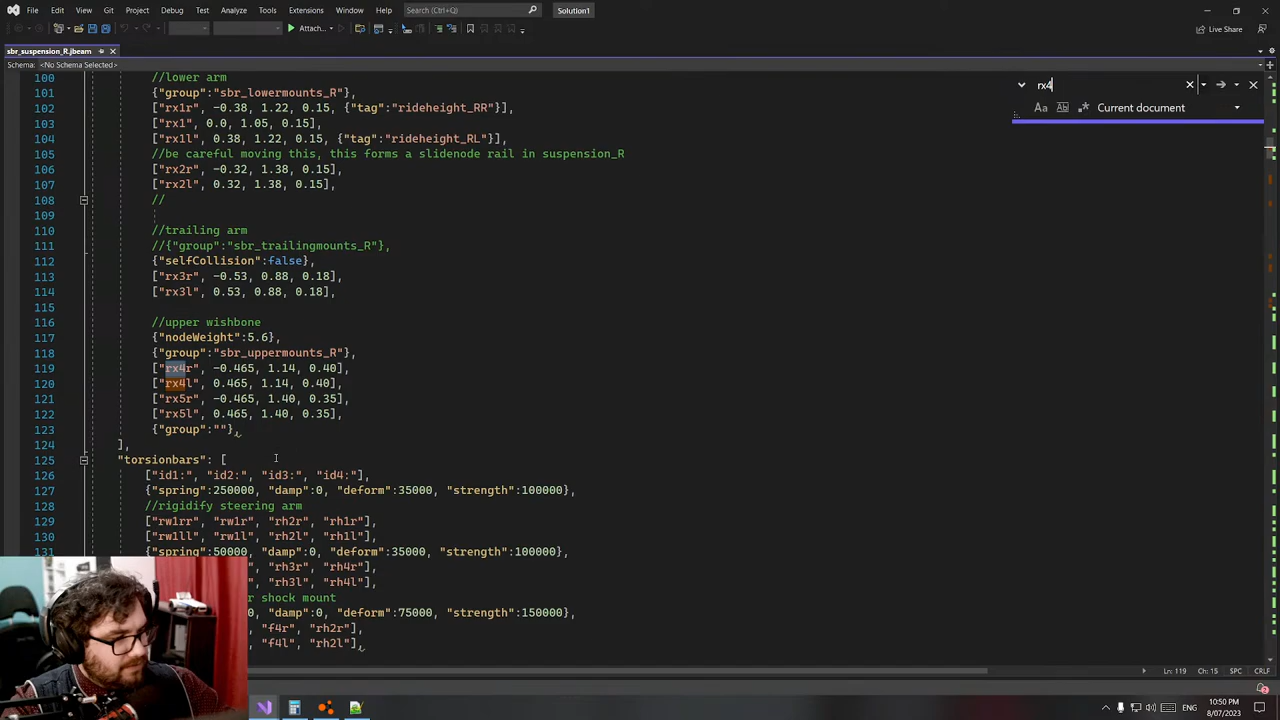 File Edit View Git Project Debug Test Analyze Tools Extensions Window Help Search (Ctrl+Q) Solution1
Attach... Live Share
sbr_suspension_R.jbeam
Schema: <No Schema Selected>
rx4
Current document
100 //lower arm
101 {"group":"sbr_lowermounts_R"},
102 ["rx1r", -0.38, 1.22, 0.15, {"tag":"rideheight_RR"}],
103 ["rx1", 0.0, 1.05, 0.15],
104 ["rx1l", 0.38, 1.22, 0.15, {"tag":"rideheight_RL"}],
105 //be careful moving this, this forms a slidenode rail in suspension_R
106 ["rx2r", -0.32, 1.38, 0.15],
107 ["rx2l", 0.32, 1.38, 0.15],
108 //
109
110 //trailing arm
111 //{"group":"sbr_trailingmounts_R"},
112 {"selfCollision":false},
113 ["rx3r", -0.53, 0.88, 0.18],
114 ["rx3l", 0.53, 0.88, 0.18],
115
116 //upper wishbone
117 {"nodeWeight":5.6},
118 {"group":"sbr_uppermounts_R"},
119 ["rx4r", -0.465, 1.14, 0.40],
120 ["rx4l", 0.465, 1.14, 0.40],
121 ["rx5r", -0.465, 1.40, 0.35],
122 ["rx5l", 0.465, 1.40, 0.35],
123 {"group":""},
124 ],
125 "torsionbars": [
126 ["id1:", "id2:", "id3:", "id4:"],
127 {"spring":250000, "damp":0, "deform":35000, "strength":100000},
128 //rigidify steering arm
129 ["rw1rr", "rw1r", "rh2r", "rh1r"],
130 ["rw1ll", "rw1l", "rh2l", "rh1l"],
131 {"spring":50000, "damp":0, "deform":35000, "strength":100000},
", "rh3r", "rh4r"],
", "rh3l", "rh4l"],
r shock mount
0, "damp":0, "deform":75000, "strength":150000},
, "f4r", "rh2r"],
, "f4l", "rh2l"],
Ln: 119 Ch: 15 SPC CRLF
ENG 10:50 PM
8/07/2023